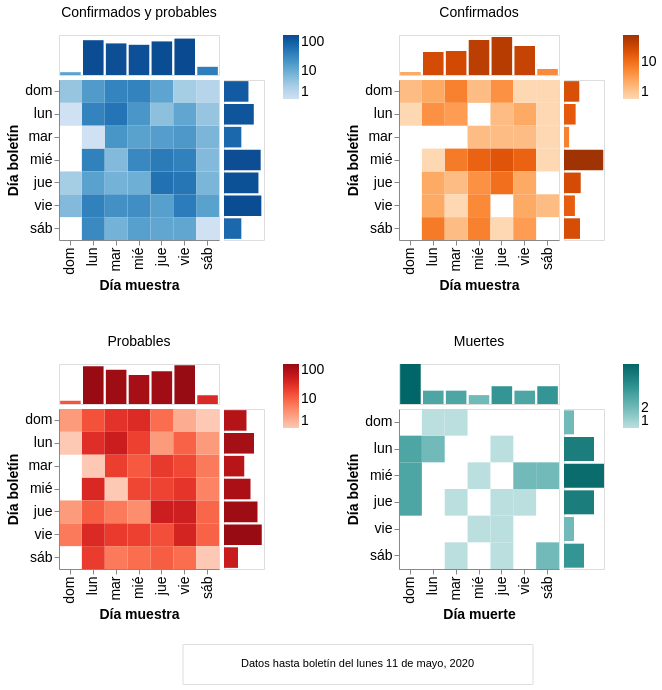 Confirmados y probables
Confirmados
Día boletín
dom
lun
mar
mié
jue
vie
sáb
dom
lun
mar
mié
jue
vie
sáb
Día muestra
100
10
1
Día boletín
dom
lun
mar
mié
jue
vie
sáb
dom
lun
mar
mié
jue
vie
sáb
Día muestra
10
1
Probables
Muertes
Día boletín
dom
lun
mar
mié
jue
vie
sáb
dom
lun
mar
mié
jue
vie
sáb
Día muestra
100
10
1
Día boletín
dom
lun
mié
jue
vie
sáb
dom
lun
mar
mié
jue
vie
sáb
Día muerte
2
1
Datos hasta boletín del lunes 11 de mayo, 2020